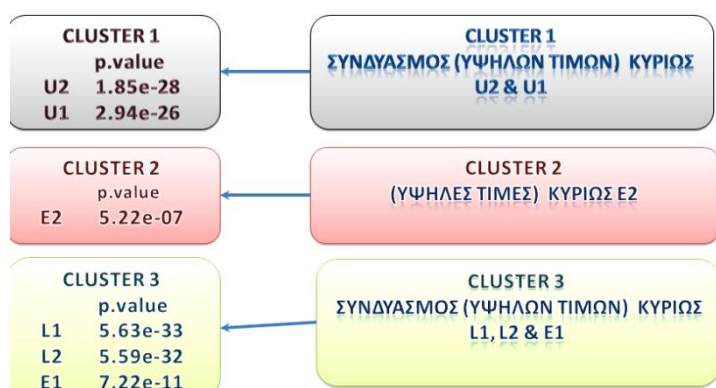 CLUSTER 1
p.value
U2 1.85e-28
U1 2.94e-26
CLUSTER 1
ΣΥΝΔΥΑΣΜΟΣ (ΥΨΗΛΩΝ ΤΙΜΩΝ) ΚΥΡΙΩΣ
U2 & U1
CLUSTER 2
p.value
E2 5.22e-07
CLUSTER 2
(ΥΨΗΛΕΣ ΤΙΜΕΣ) ΚΥΡΙΩΣ E2
CLUSTER 3
p.value
L1 5.63e-33
L2 5.59e-32
E1 7.22e-11
CLUSTER 3
ΣΥΝΔΥΑΣΜΟΣ (ΥΨΗΛΩΝ ΤΙΜΩΝ) ΚΥΡΙΩΣ
L1, L2 & E1